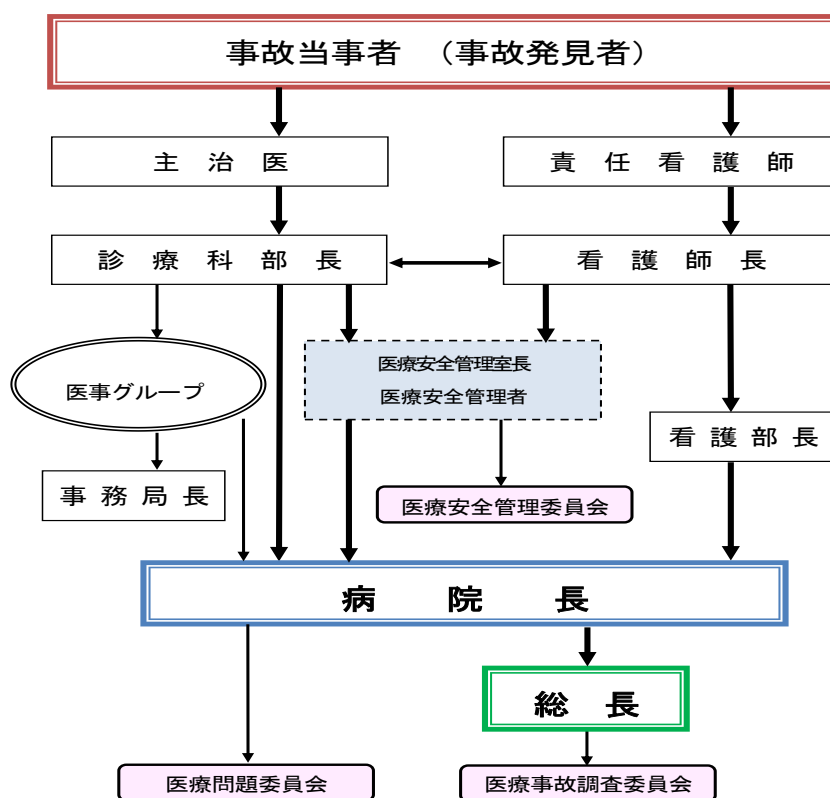 事故当事者 （事故発見者）
主治医
責任看護師
診療科部長
看護師長
医療安全管理室長
医療安全管理者
医事グループ
看護部長
事務局長
医療安全管理委員会
病院長
総長
医療問題委員会
医療事故調査委員会